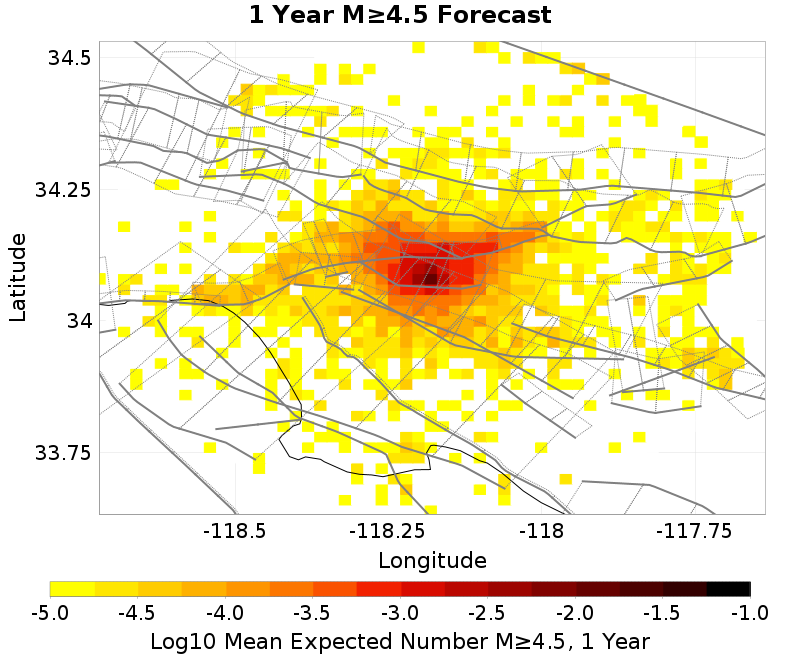 1 Year M≥4.5 Forecast
34.5
34.25
34
33.75
Latitude
-118.5 -118.25 -118 -117.75
Longitude
-5.0 -4.5 -4.0 -3.5 -3.0 -2.5 -2.0 -1.5 -1.0
Log10 Mean Expected Number M≥4.5, 1 Year